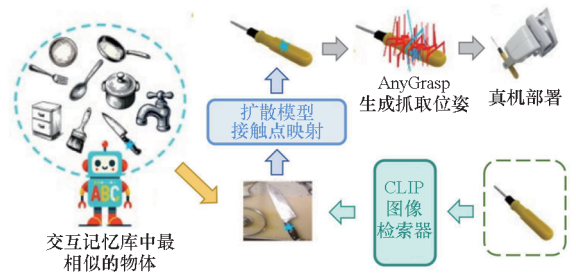 AnyGrasp
生成抓取位姿
真机部署
扩散模型
接触点映射
ABC
CLIP
图像
检索器
交互记忆库中最
相似的物体